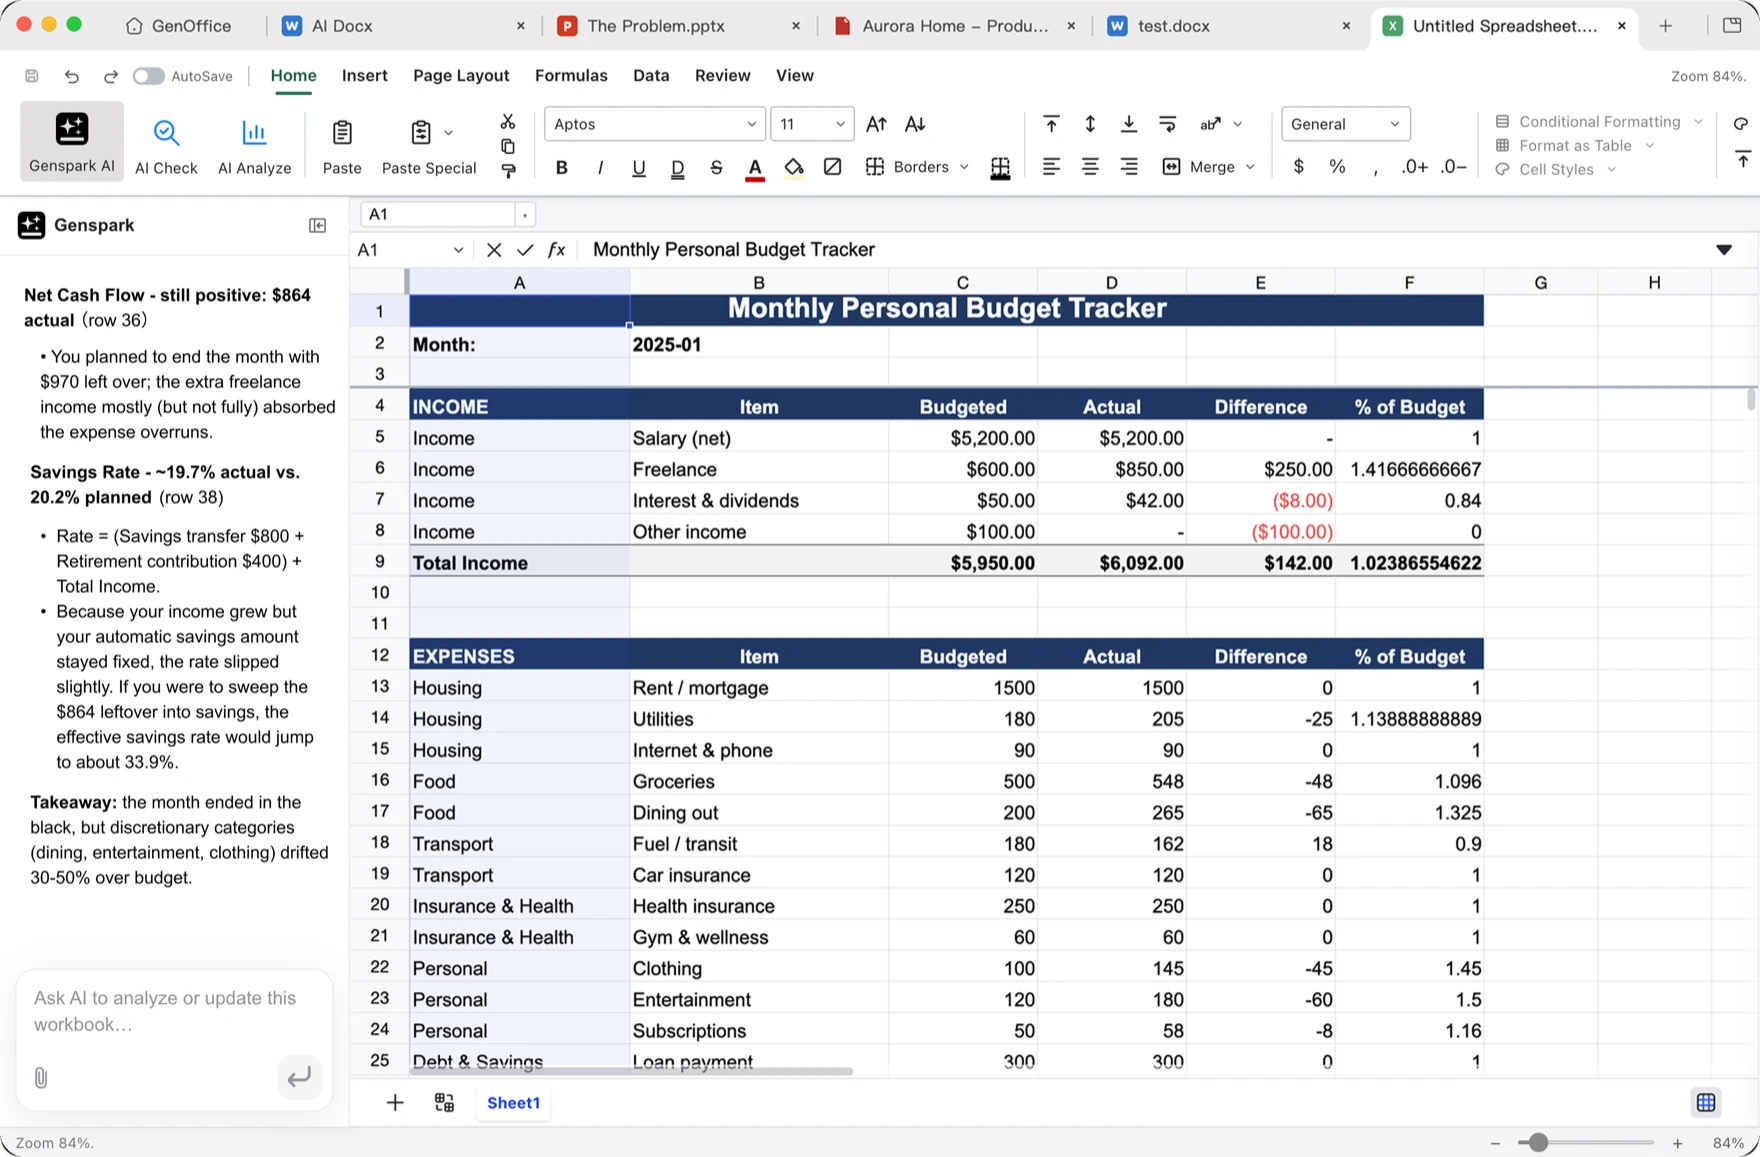 GenOffice
AI Docx
The Problem.pptx
Aurora Home – Produ...
test.docx
Untitled Spreadsheet....
AutoSave
Home
Insert
Page Layout
Formulas
Data
Review
View
Zoom 84%.
Genspark AI
AI Check
AI Analyze
Paste
Paste Special
Aptos
11
Borders
Merge
General
$ % , .0+ .0−
Conditional Formatting
Format as Table
Cell Styles
Genspark
Net Cash Flow - still positive: $864
actual (row 36)
• You planned to end the month with
$970 left over; the extra freelance
income mostly (but not fully) absorbed
the expense overruns.
Savings Rate - ~19.7% actual vs.
20.2% planned (row 38)
• Rate = (Savings transfer $800 +
Retirement contribution $400) +
Total Income.
• Because your income grew but
your automatic savings amount
stayed fixed, the rate slipped
slightly. If you were to sweep the
$864 leftover into savings, the
effective savings rate would jump
to about 33.9%.
Takeaway: the month ended in the
black, but discretionary categories
(dining, entertainment, clothing) drifted
30-50% over budget.
Ask AI to analyze or update this
workbook...
A1
A1 fx Monthly Personal Budget Tracker
A B C D E F G H
1 Monthly Personal Budget Tracker
2 Month: 2025-01
3
4 INCOME Item Budgeted Actual Difference % of Budget
5 Income Salary (net) $5,200.00 $5,200.00 - 1
6 Income Freelance $600.00 $850.00 $250.00 1.41666666667
7 Income Interest & dividends $50.00 $42.00 ($8.00) 0.84
8 Income Other income $100.00 - ($100.00) 0
9 Total Income $5,950.00 $6,092.00 $142.00 1.02386554622
10
11
12 EXPENSES Item Budgeted Actual Difference % of Budget
13 Housing Rent / mortgage 1500 1500 0 1
14 Housing Utilities 180 205 -25 1.13888888889
15 Housing Internet & phone 90 90 0 1
16 Food Groceries 500 548 -48 1.096
17 Food Dining out 200 265 -65 1.325
18 Transport Fuel / transit 180 162 18 0.9
19 Transport Car insurance 120 120 0 1
20 Insurance & Health Health insurance 250 250 0 1
21 Insurance & Health Gym & wellness 60 60 0 1
22 Personal Clothing 100 145 -45 1.45
23 Personal Entertainment 120 180 -60 1.5
24 Personal Subscriptions 50 58 -8 1.16
25 Debt & Savings Loan payment 300 300 0 1
Sheet1
Zoom 84%.
84%